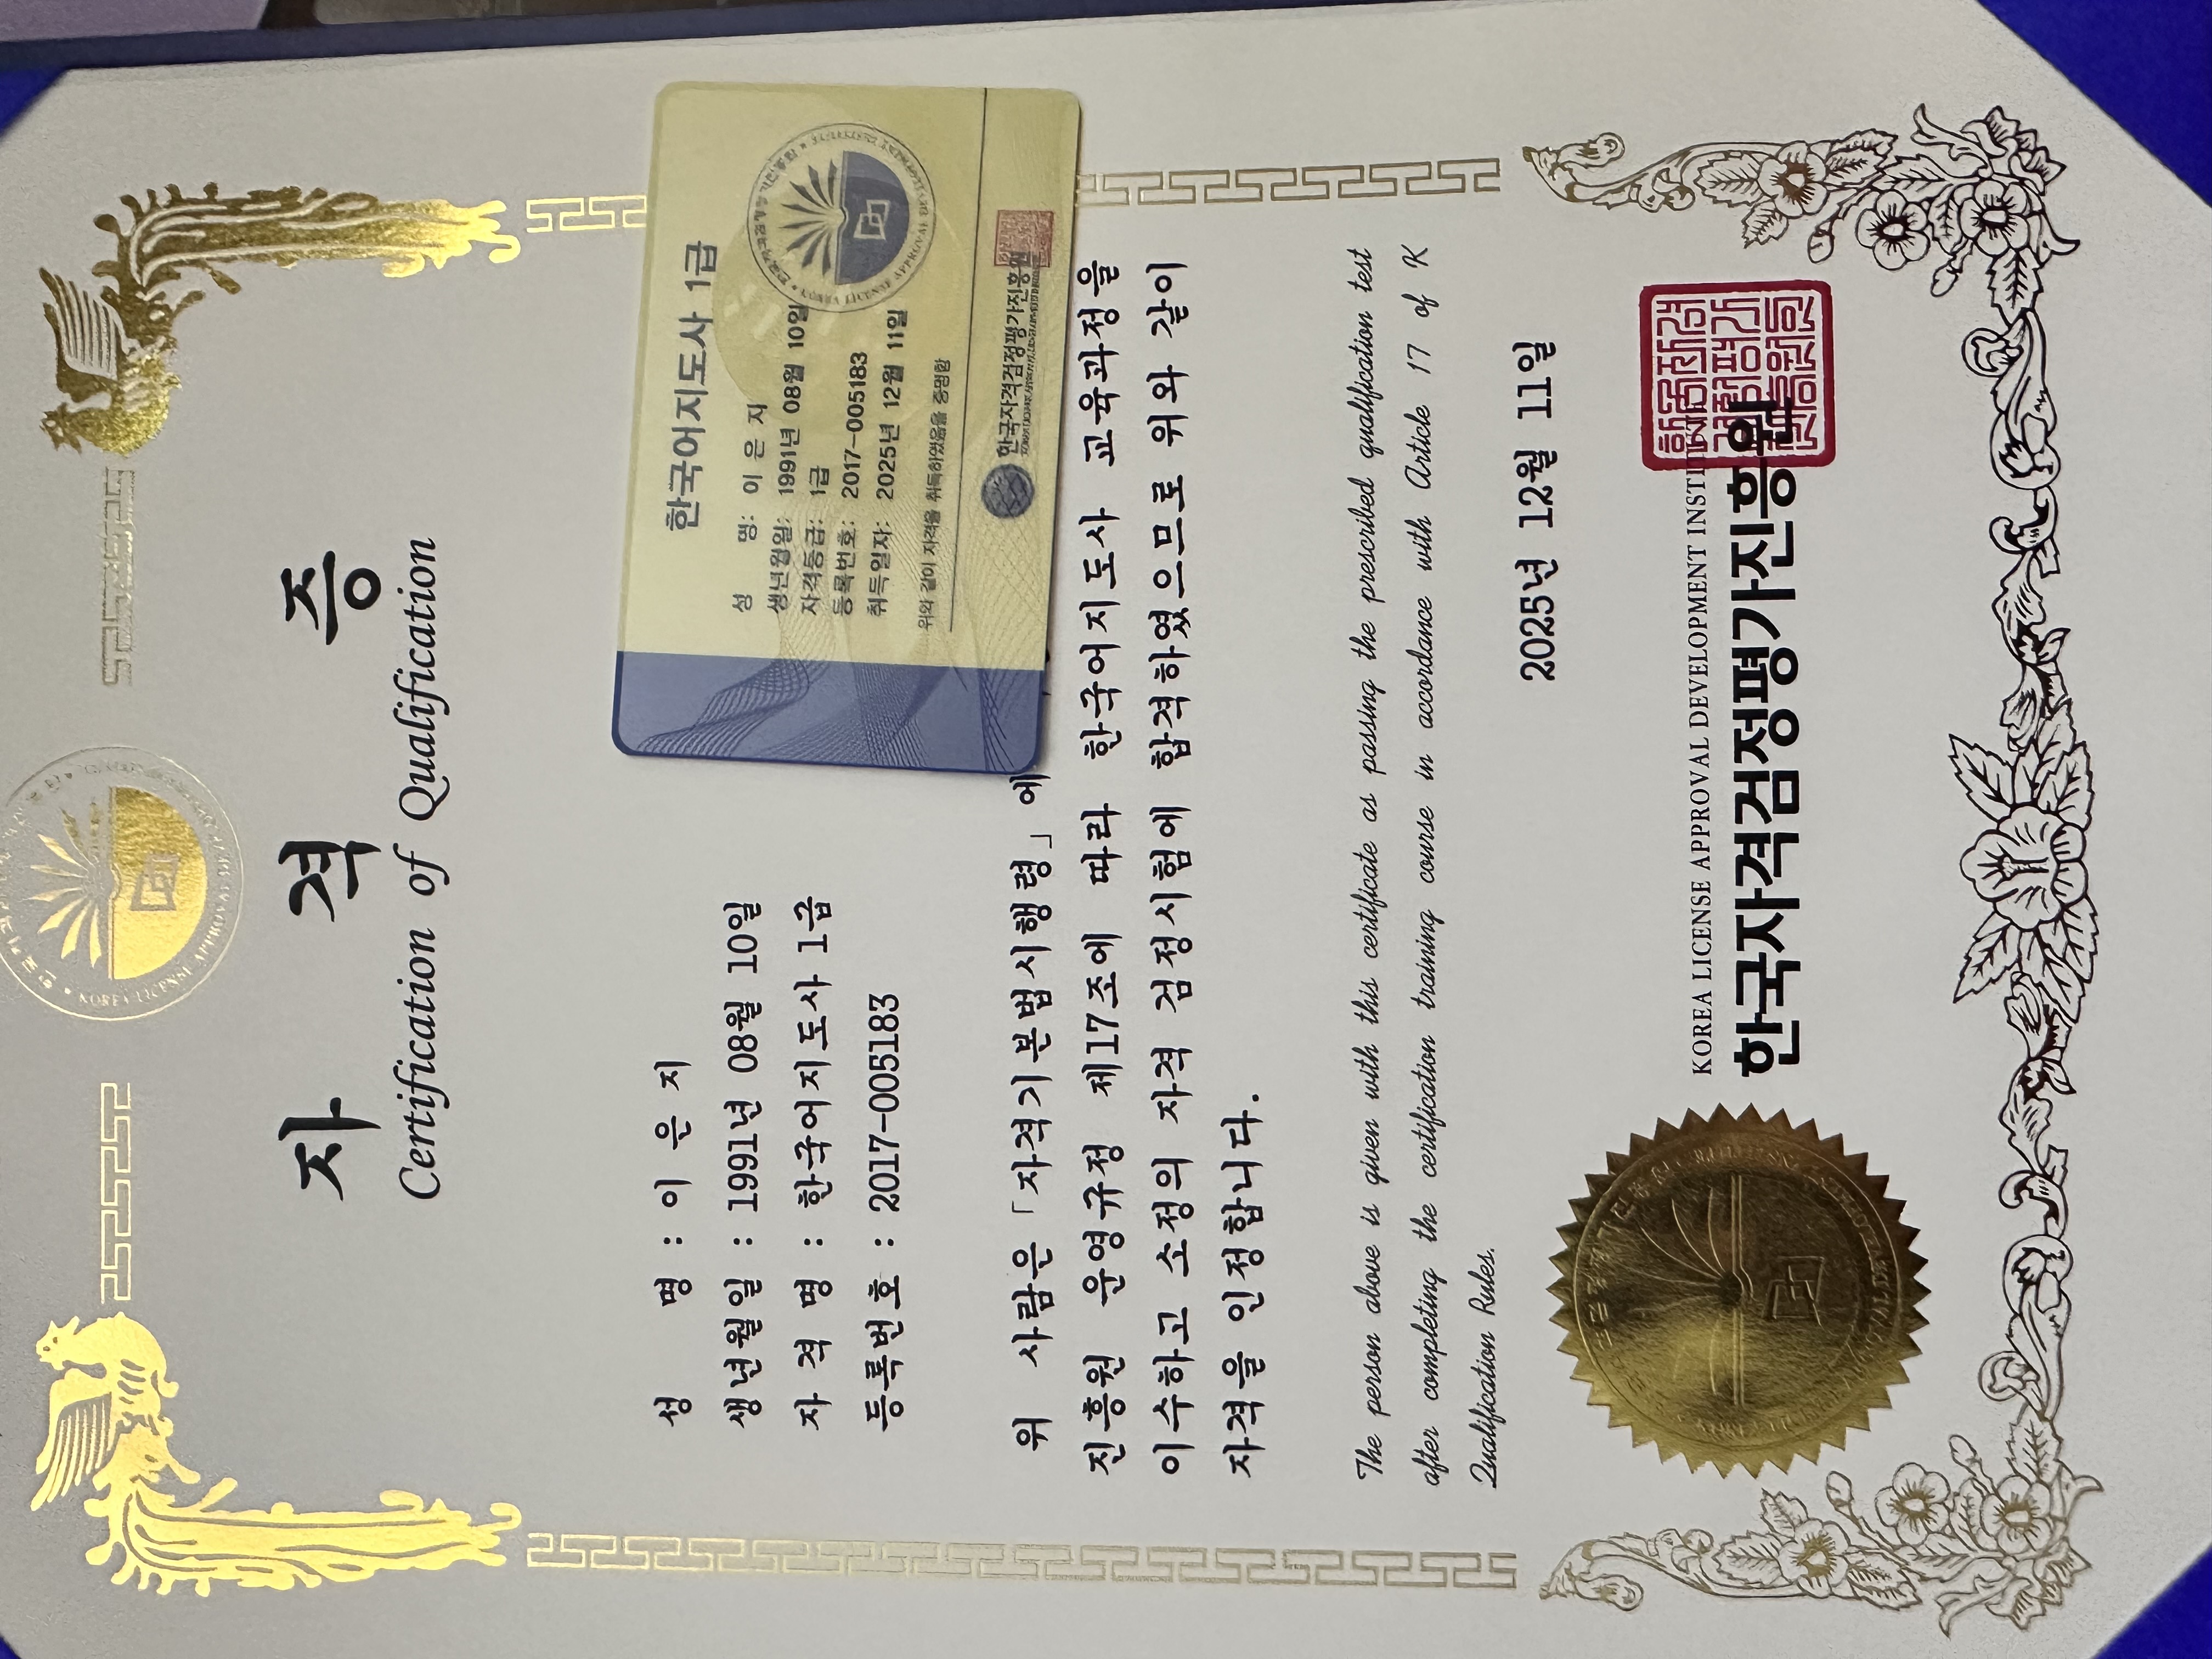 자 격 증
Certification of Qualification
성 명 : 이 은 지
생년월일 : 1991년 08월 10일
자 격 명 : 한국어지도사 1급
등록번호 : 2017-005183
한국어지도사 1급
성 명: 이 은 지
생년월일: 1991년 08월 10일
자격등급: 1급
등록번호: 2017-005183
취득일자: 2025년 12월 11일
위와 같이 자격을 취득하였음을 증명함
한국자격검정평가진흥원
위 사람은 「자격기본법시행령」에
진흥원 운영규정 제17조에 따라 한국어지도사 교육과정을
이수하고 소정의 자격 검정시험에 합격하였으므로 위와 같이
자격을 인정합니다.
The person above is given with this certificate as passing the prescribed qualification test
after completing the certification training course in accordance with Article 17 of K
Qualification Rules.
2025년 12월 11일
KOREA LICENSE APPROVAL DEVELOPMENT INSTITUTE
한국자격검정평가진흥원